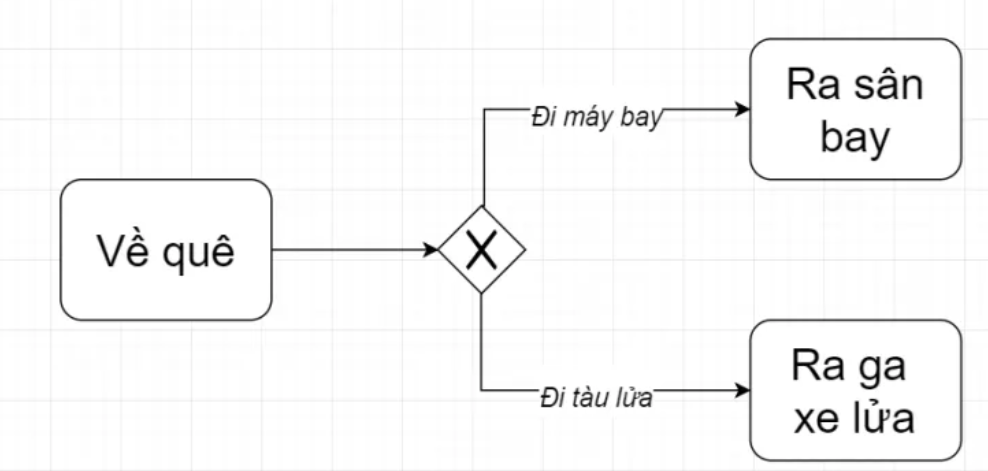 Về quê
X
Đi máy bay
Ra sân
bay
Đi tàu lửa
Ra ga
xe lửa